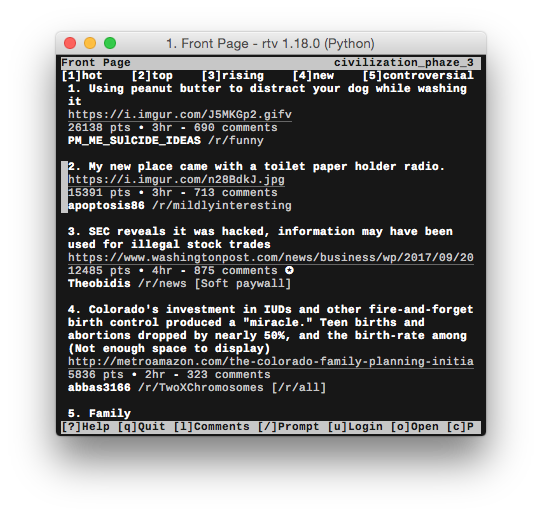 1. Front Page - rtv 1.18.0 (Python)
Front Page civilization_phaze_3
[1]hot [2]top [3]rising [4]new [5]controversial
1. Using peanut butter to distract your dog while washing
it
https://i.imgur.com/J5MKGp2.gifv
26138 pts • 3hr - 690 comments
PM_ME_SUlCIDE_IDEAS /r/funny
2. My new place came with a toilet paper holder radio.
https://i.imgur.com/n28BdkJ.jpg
15391 pts • 3hr - 713 comments
apoptosis86 /r/mildlyinteresting
3. SEC reveals it was hacked, information may have been
used for illegal stock trades
https://www.washingtonpost.com/news/business/wp/2017/09/20
12485 pts • 4hr - 875 comments ✪
Theobidis /r/news [Soft paywall]
4. Colorado's investment in IUDs and other fire-and-forget
birth control produced a "miracle." Teen births and
abortions dropped by nearly 50%, and the birth-rate among
(Not enough space to display)
http://metroamazon.com/the-colorado-family-planning-initia
5836 pts • 2hr - 323 comments
abbas3166 /r/TwoXChromosomes [/r/all]
5. Family
[?]Help [q]Quit [l]Comments [/]Prompt [u]Login [o]Open [c]P